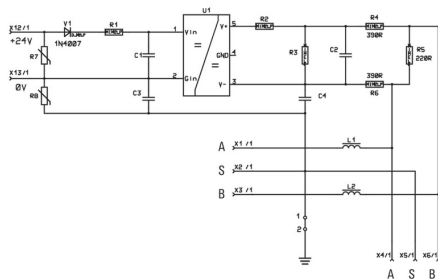 X12/1
+24V
V1
1N4007
R1
U1
1
Vin
V+
5
R2
R4
390R
R7
C1
GND
4
R3
C2
R5
220R
X13/1
0V
2
Gin
V-
3
390R
R6
R8
C3
C4
A
X1/1
L1
S
X2/1
B
X3/1
L2
1
2
X4/1
X5/1
X6/1
A
S
B